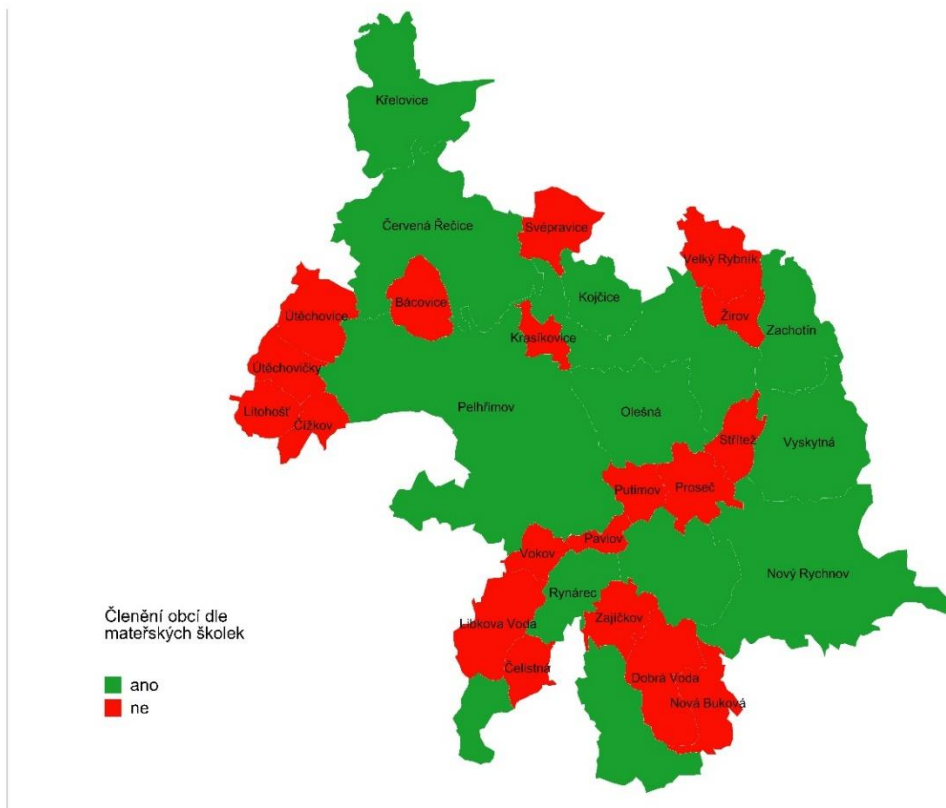 Křelovice
Červená Řečice
Svépravice
Velký Rybník
Kojčice
Bácovice
Útěchovice
Žirov
Zachotín
Krasíkovice
Útěchovičky
Pelhřimov
Olešná
Litohošť
Čížkov
Střítež
Vyskytná
Putimov
Proseč
Pavlov
Vokov
Nový Rychnov
Rynárec
Zajíčkov
Libkova Voda
Čelistná
Dobrá Voda
Nová Buková
Členění obcí dle
mateřských školek
ano
ne